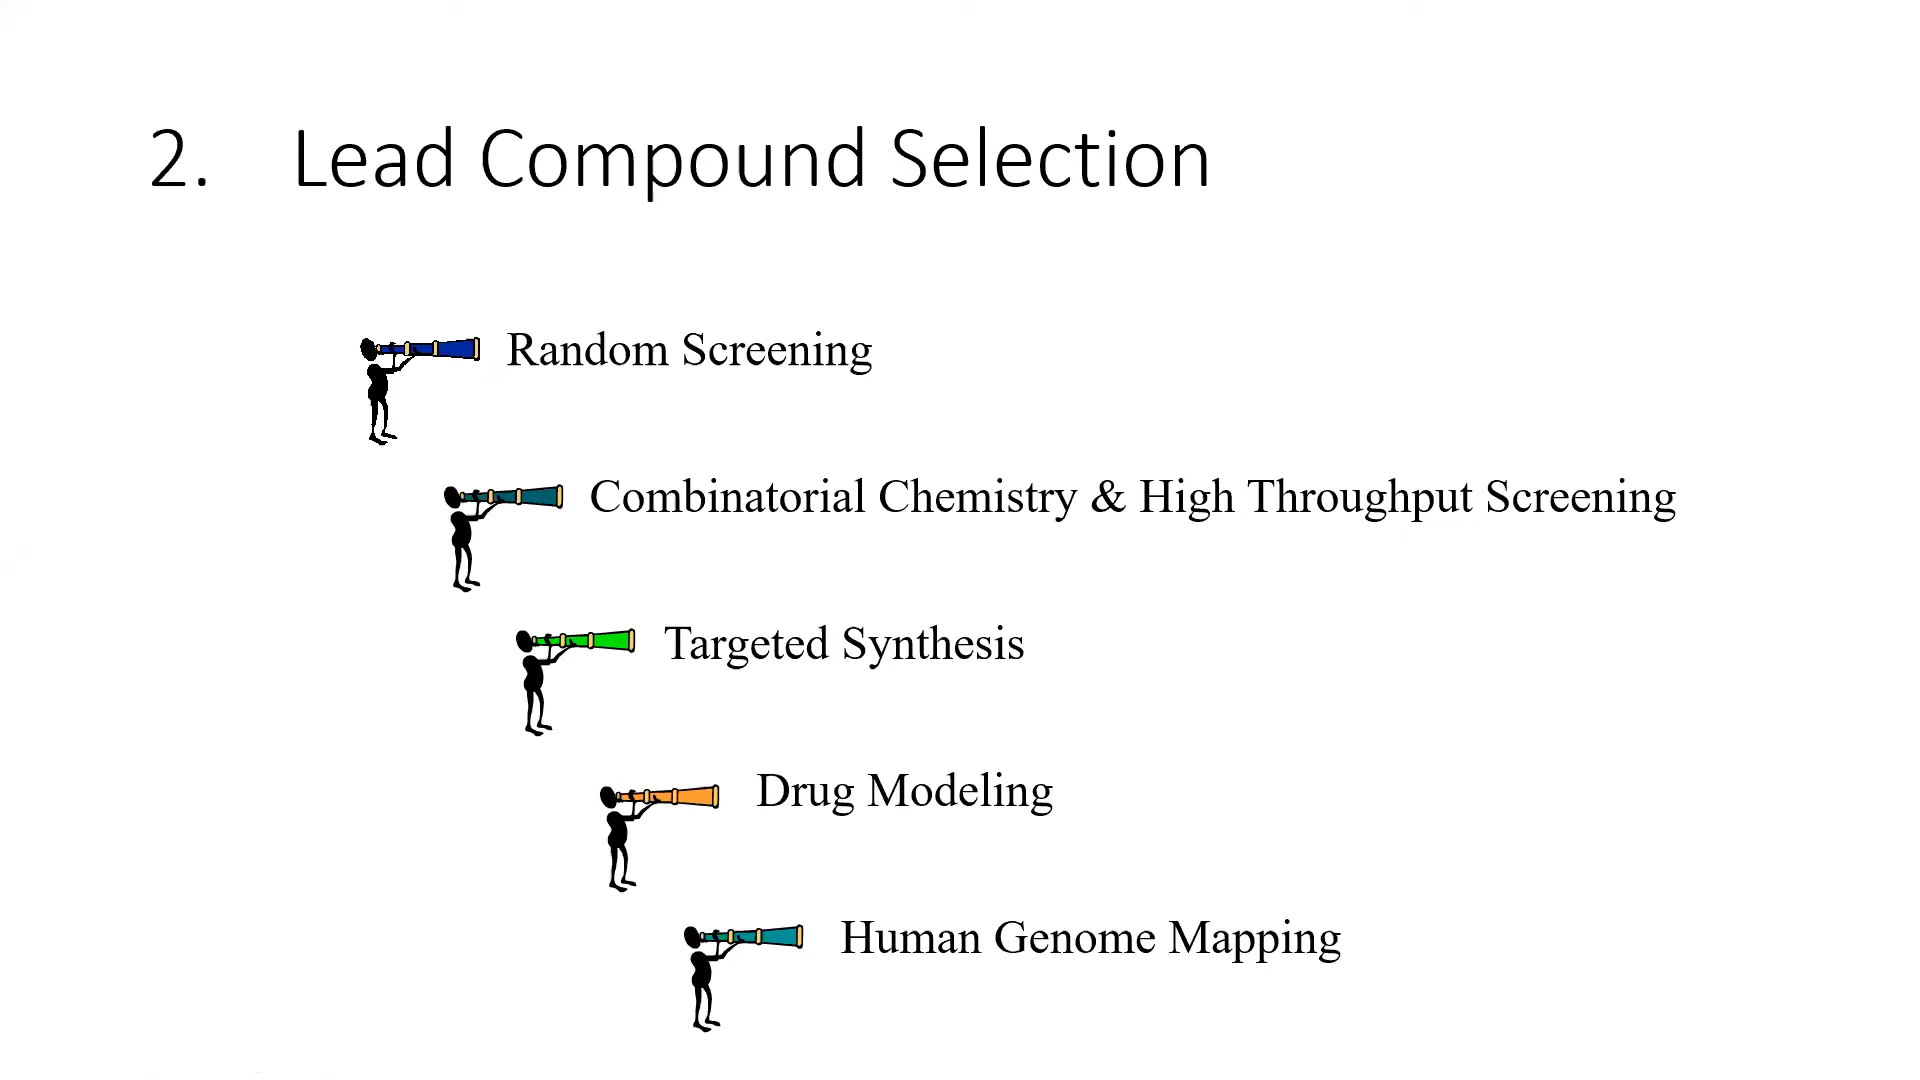 2. Lead Compound Selection
Random Screening
Combinatorial Chemistry & High Throughput Screening
Targeted Synthesis
Drug Modeling
Human Genome Mapping